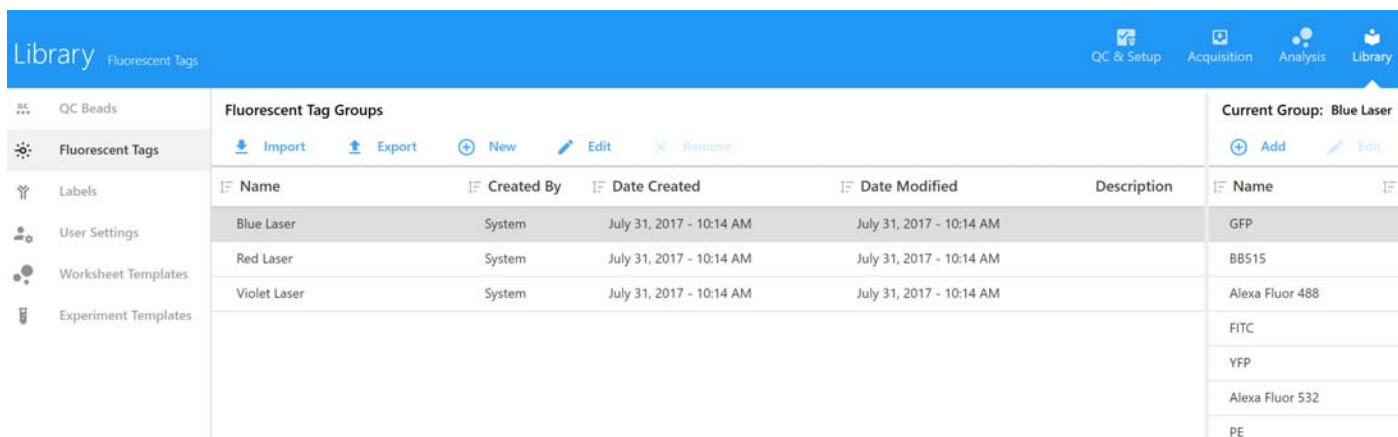 Library Fluorescent Tags
QC & Setup Acquisition Analysis Library
QC Beads
Fluorescent Tags
Labels
User Settings
Worksheet Templates
Experiment Templates
Fluorescent Tag Groups
Import Export New Edit Remove
Name Created By Date Created Date Modified Description
Blue Laser System July 31, 2017 - 10:14 AM July 31, 2017 - 10:14 AM
Red Laser System July 31, 2017 - 10:14 AM July 31, 2017 - 10:14 AM
Violet Laser System July 31, 2017 - 10:14 AM July 31, 2017 - 10:14 AM
Current Group: Blue Laser
Add Edit
Name
GFP
BB515
Alexa Fluor 488
FITC
YFP
Alexa Fluor 532
PE